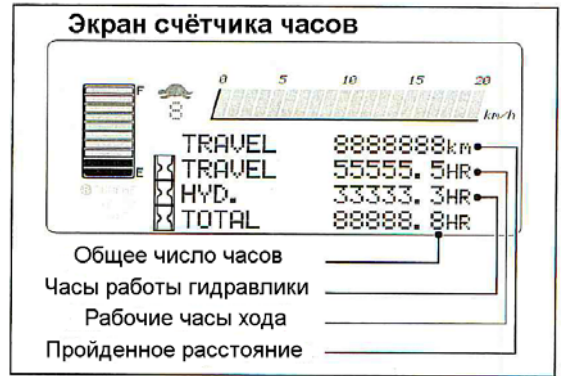 Экран счётчика часов
F
0 5 10 15 20
8
km/h
TRAVEL 8888888km
E
TRAVEL 55555.5HR
HYD. 33333.3HR
TOTAL 88888.8HR
Общее число часов
Часы работы гидравлики
Рабочие часы хода
Пройденное расстояние